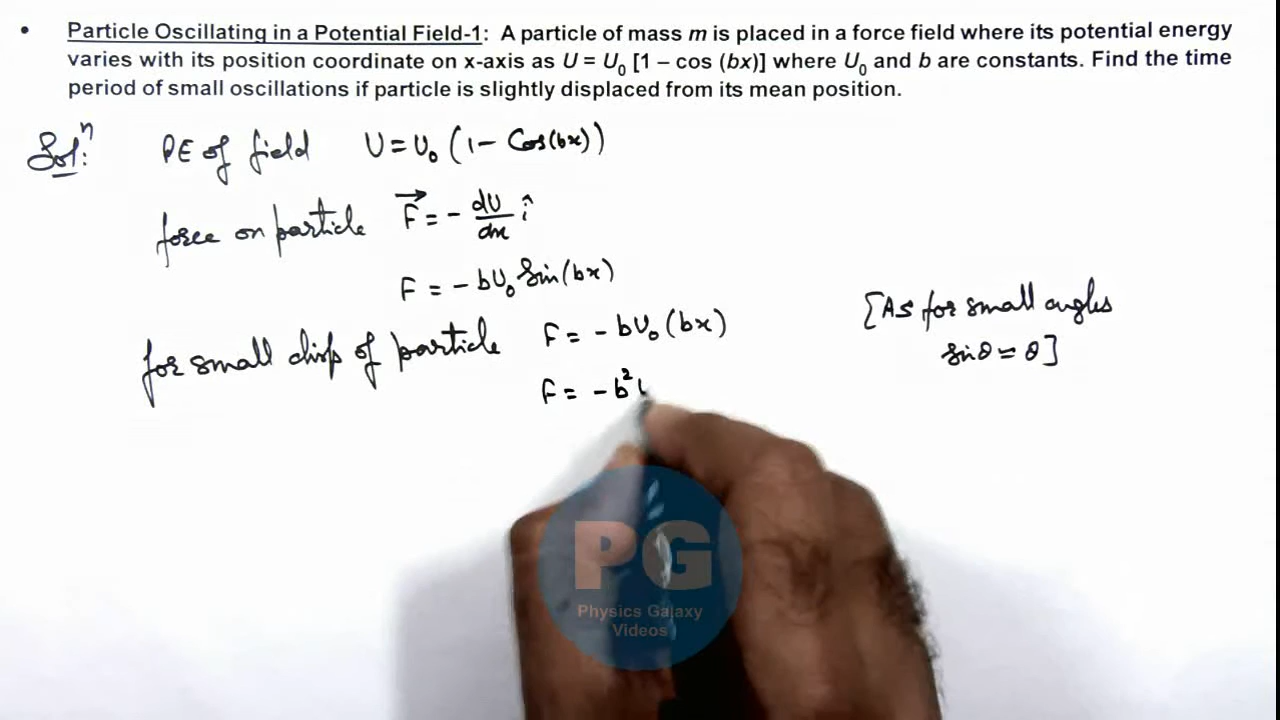 • Particle Oscillating in a Potential Field-1: A particle of mass m is placed in a force field where its potential energy
varies with its position coordinate on x-axis as U = U₀ [1 – cos (bx)] where U₀ and b are constants. Find the time
period of small oscillations if particle is slightly displaced from its mean position.
Solⁿ: PE of field U = U₀ (1 - Cos(bx))
force on particle F⃗ = - dU/dx î
F = - bU₀ Sin(bx)
for small disp of particle F = - bU₀ (bx)
[As for small angles
sinθ = θ]
F = - b²
PG
Physics Galaxy
Videos